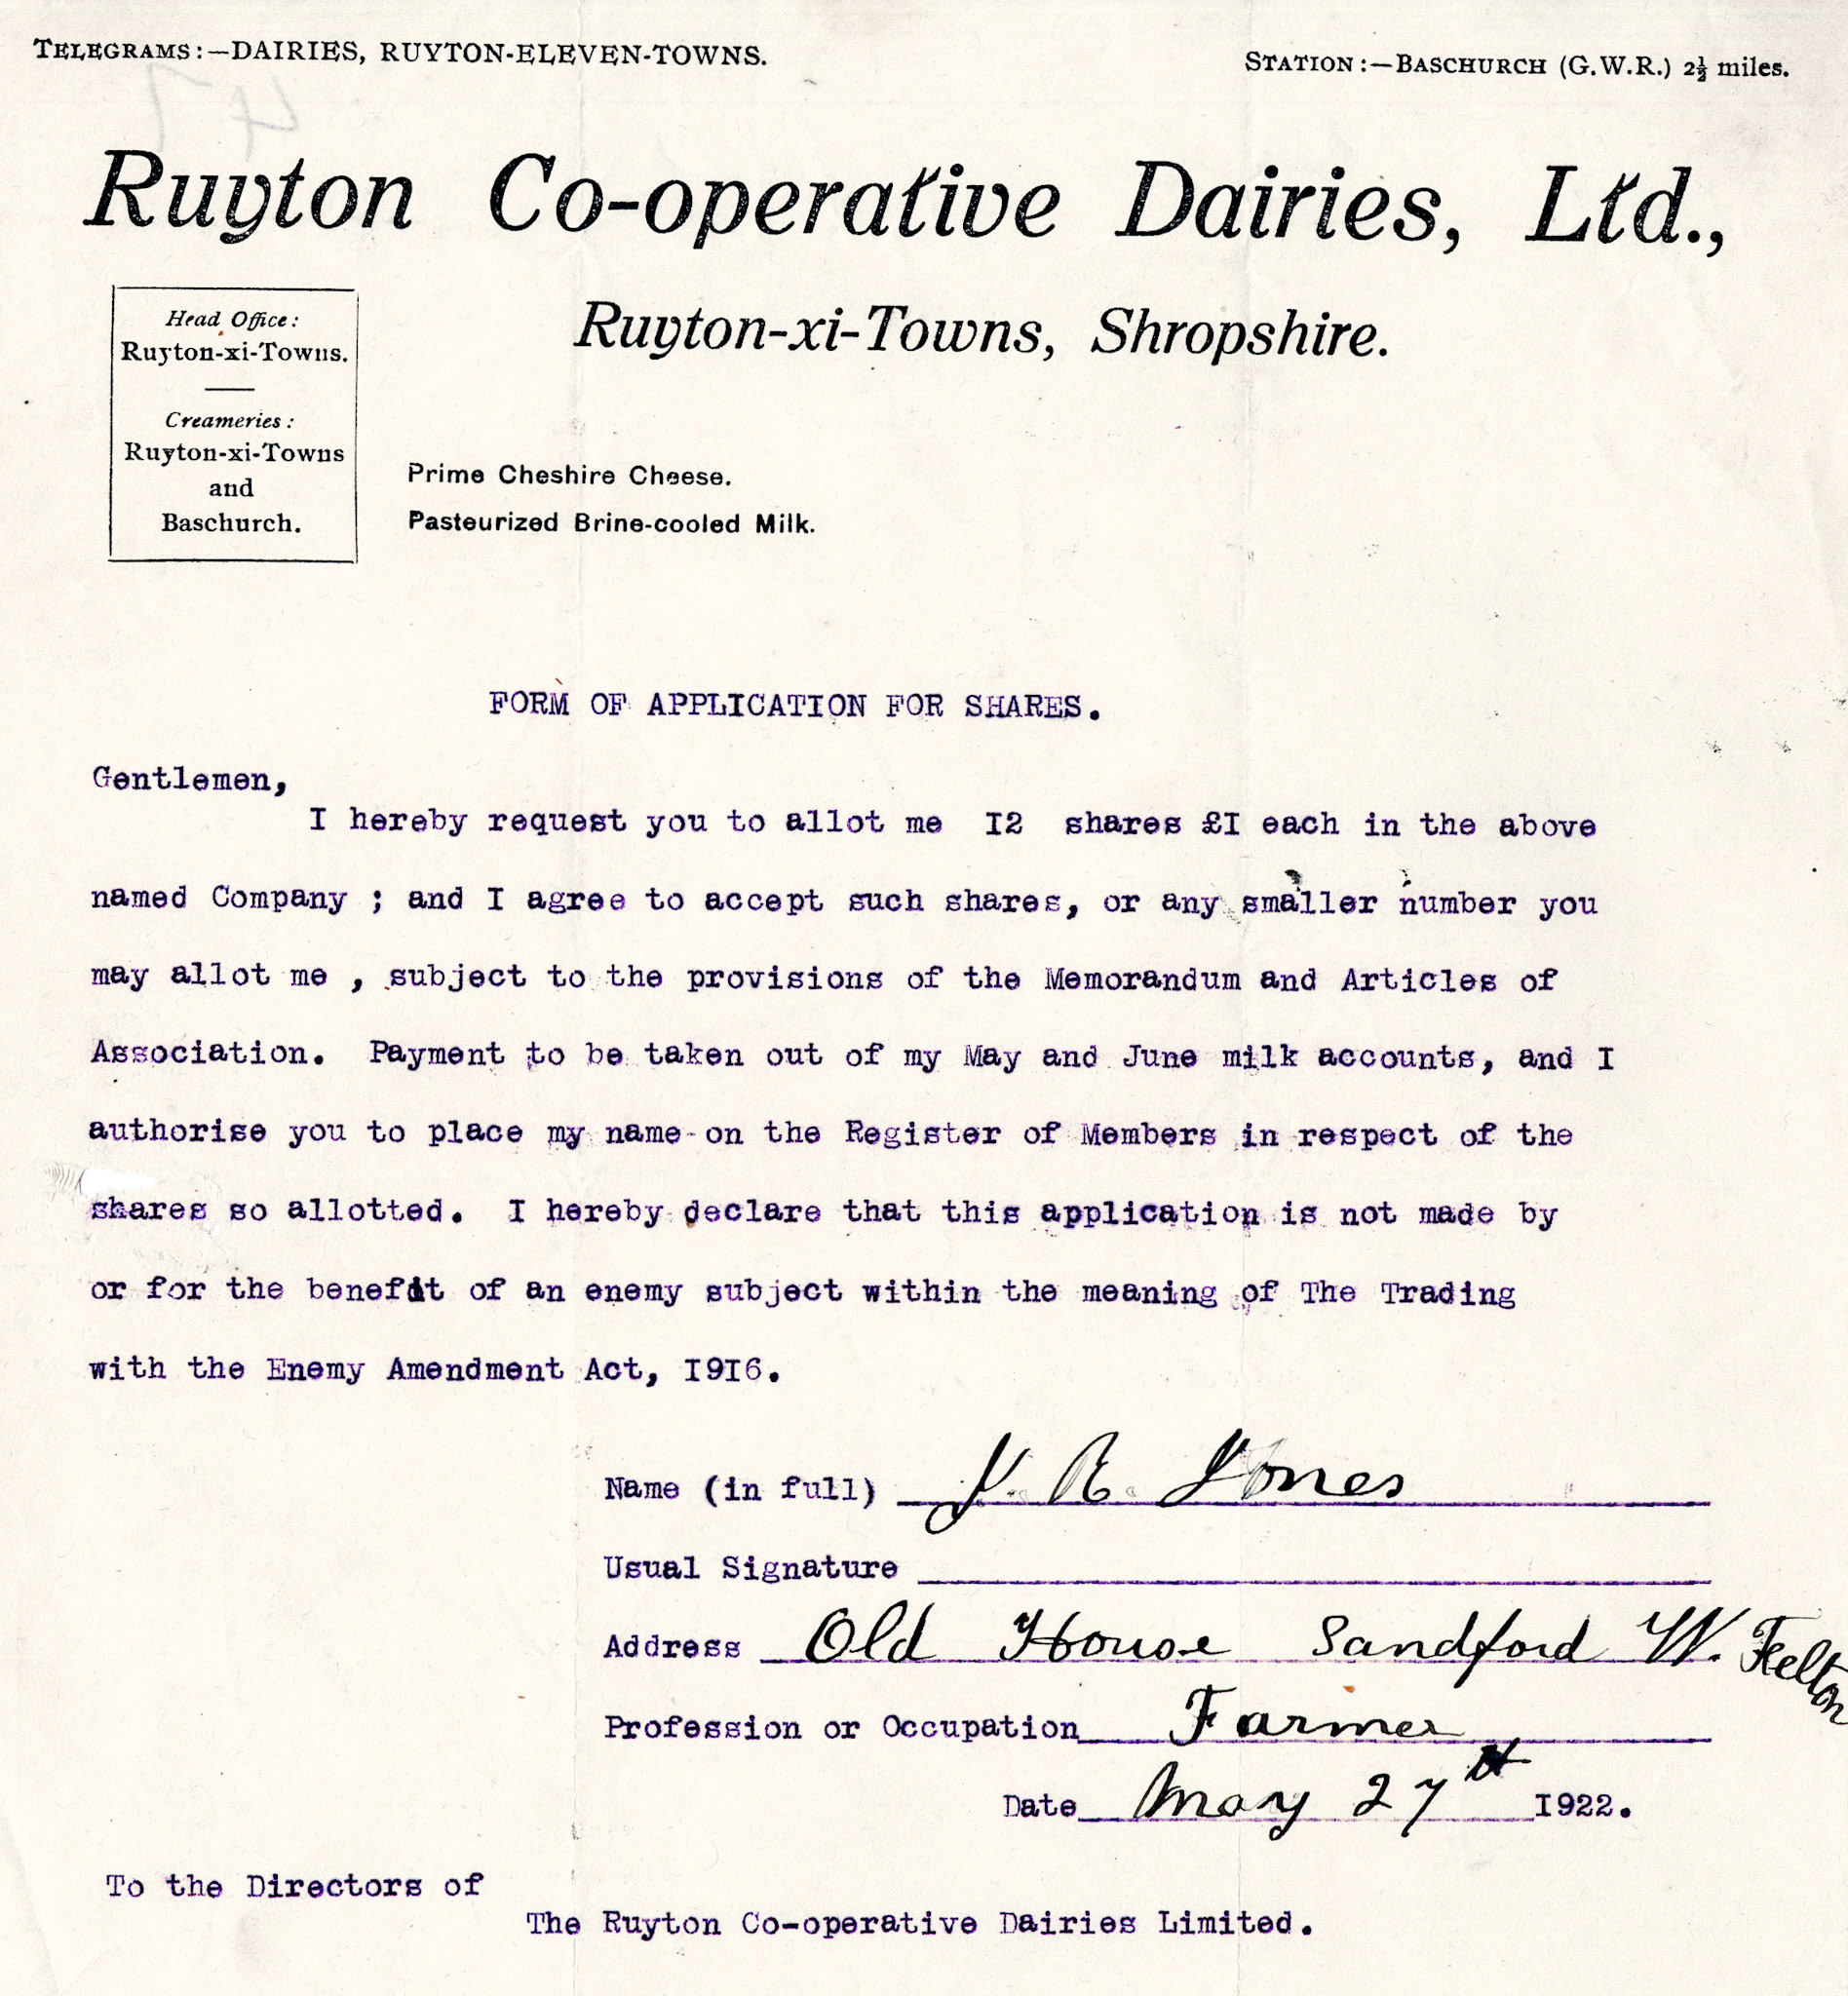 TELEGRAMS:—DAIRIES, RUYTON-ELEVEN-TOWNS.
STATION:—BASCHURCH (G.W.R.) 2½ miles.
Ruyton Co-operative Dairies, Ltd.,
Ruyton-xi-Towns, Shropshire.
Head Office:
Ruyton-xi-Towns.
Creameries:
Ruyton-xi-Towns
and
Baschurch.
Prime Cheshire Cheese.
Pasteurized Brine-cooled Milk.
FORM OF APPLICATION FOR SHARES.
Gentlemen,
I hereby request you to allot me I2 shares £I each in the above
named Company ; and I agree to accept such shares, or any smaller number you
may allot me , subject to the provisions of the Memorandum and Articles of
Association. Payment to be taken out of my May and June milk accounts, and I
authorise you to place my name on the Register of Members in respect of the
shares so allotted. I hereby declare that this application is not made by
or for the benefit of an enemy subject within the meaning of The Trading
with the Enemy Amendment Act, I9I6.
Name (in full) J. R. Jones
Usual Signature
Address Old House Sandford W. Felton
Profession or Occupation Farmer
Date May 27th I922.
To the Directors of
The Ruyton Co-operative Dairies Limited.